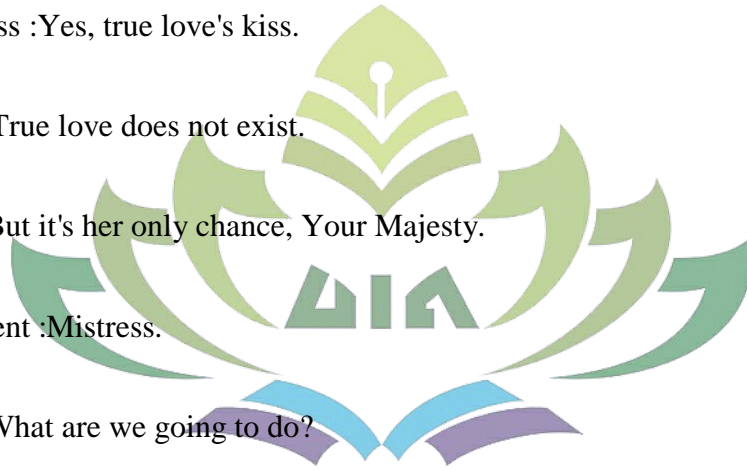 ss :Yes, true love's kiss.
True love does not exist.
But it's her only chance, Your Majesty.
UIN
ent :Mistress.
What are we going to do?